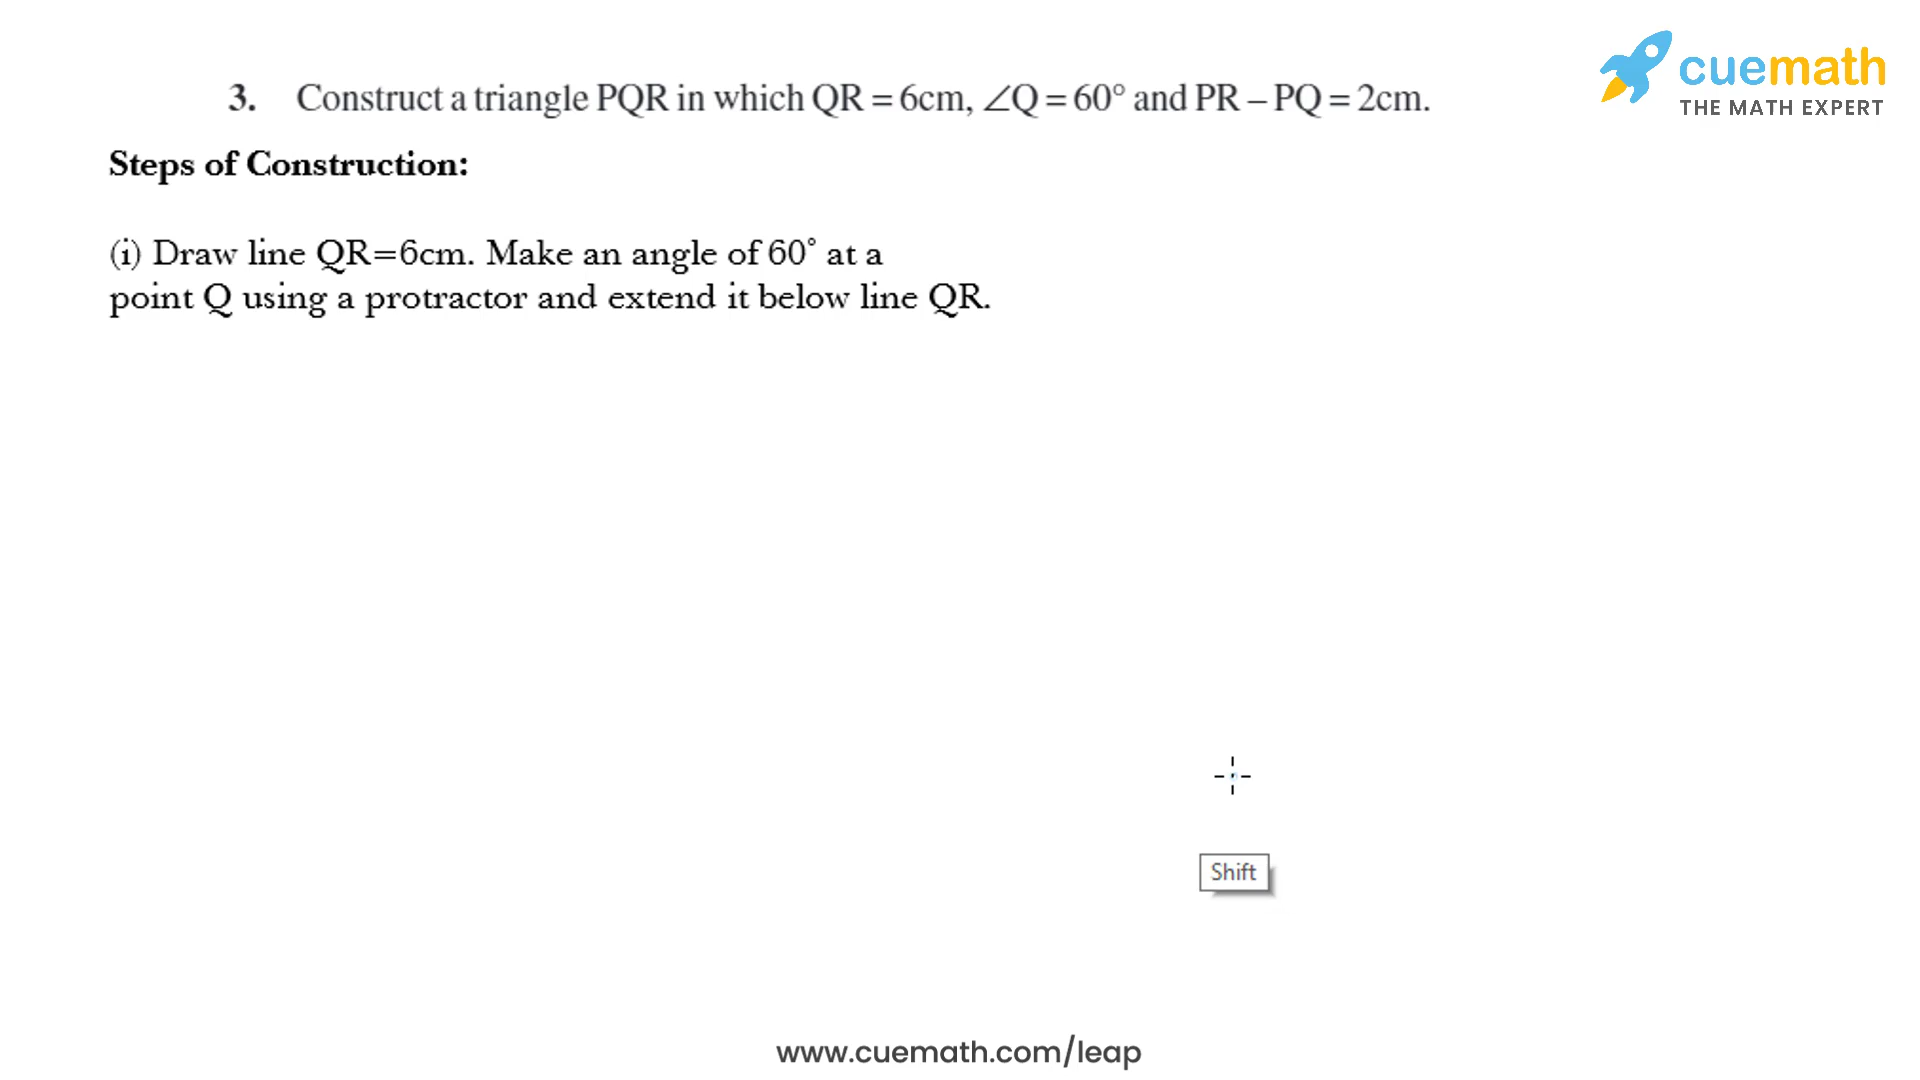 3. Construct a triangle PQR in which QR = 6cm, ∠Q = 60° and PR – PQ = 2cm.
cuemath
THE MATH EXPERT
Steps of Construction:
(i) Draw line QR=6cm. Make an angle of 60° at a
point Q using a protractor and extend it below line QR.
Shift
www.cuemath.com/leap